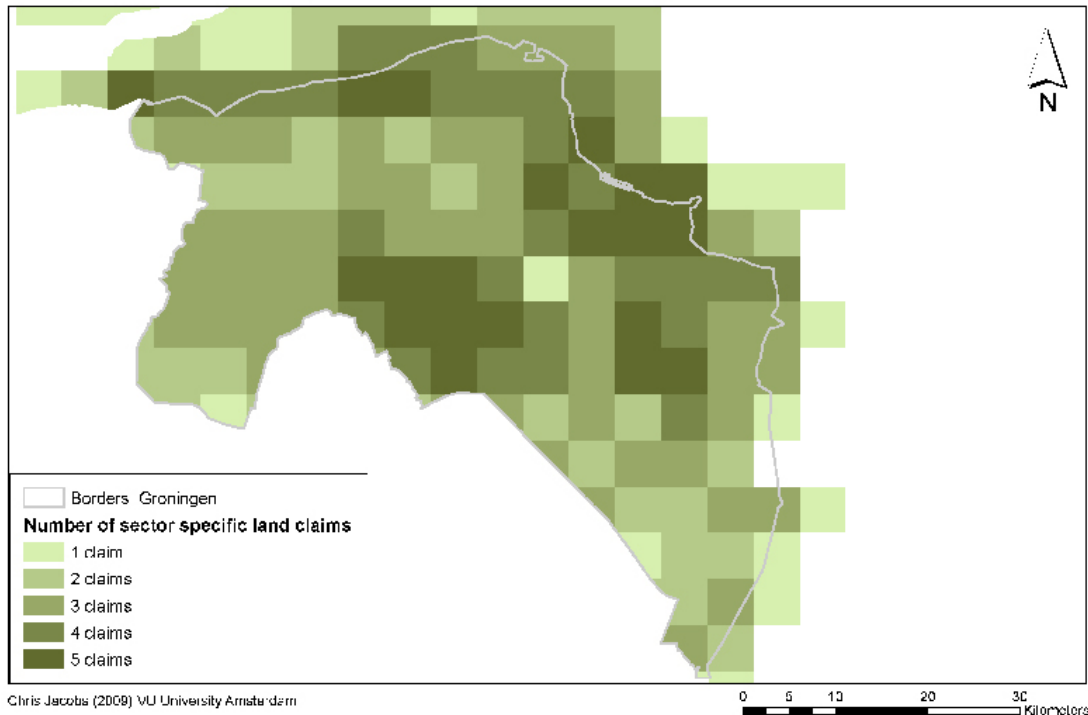 N
Borders Groningen
Number of sector specific land claims
1 claim
2 claims
3 claims
4 claims
5 claims
Chris Jacobs (2009) VU University Amsterdam
0 5 10 20 30
Kilometers